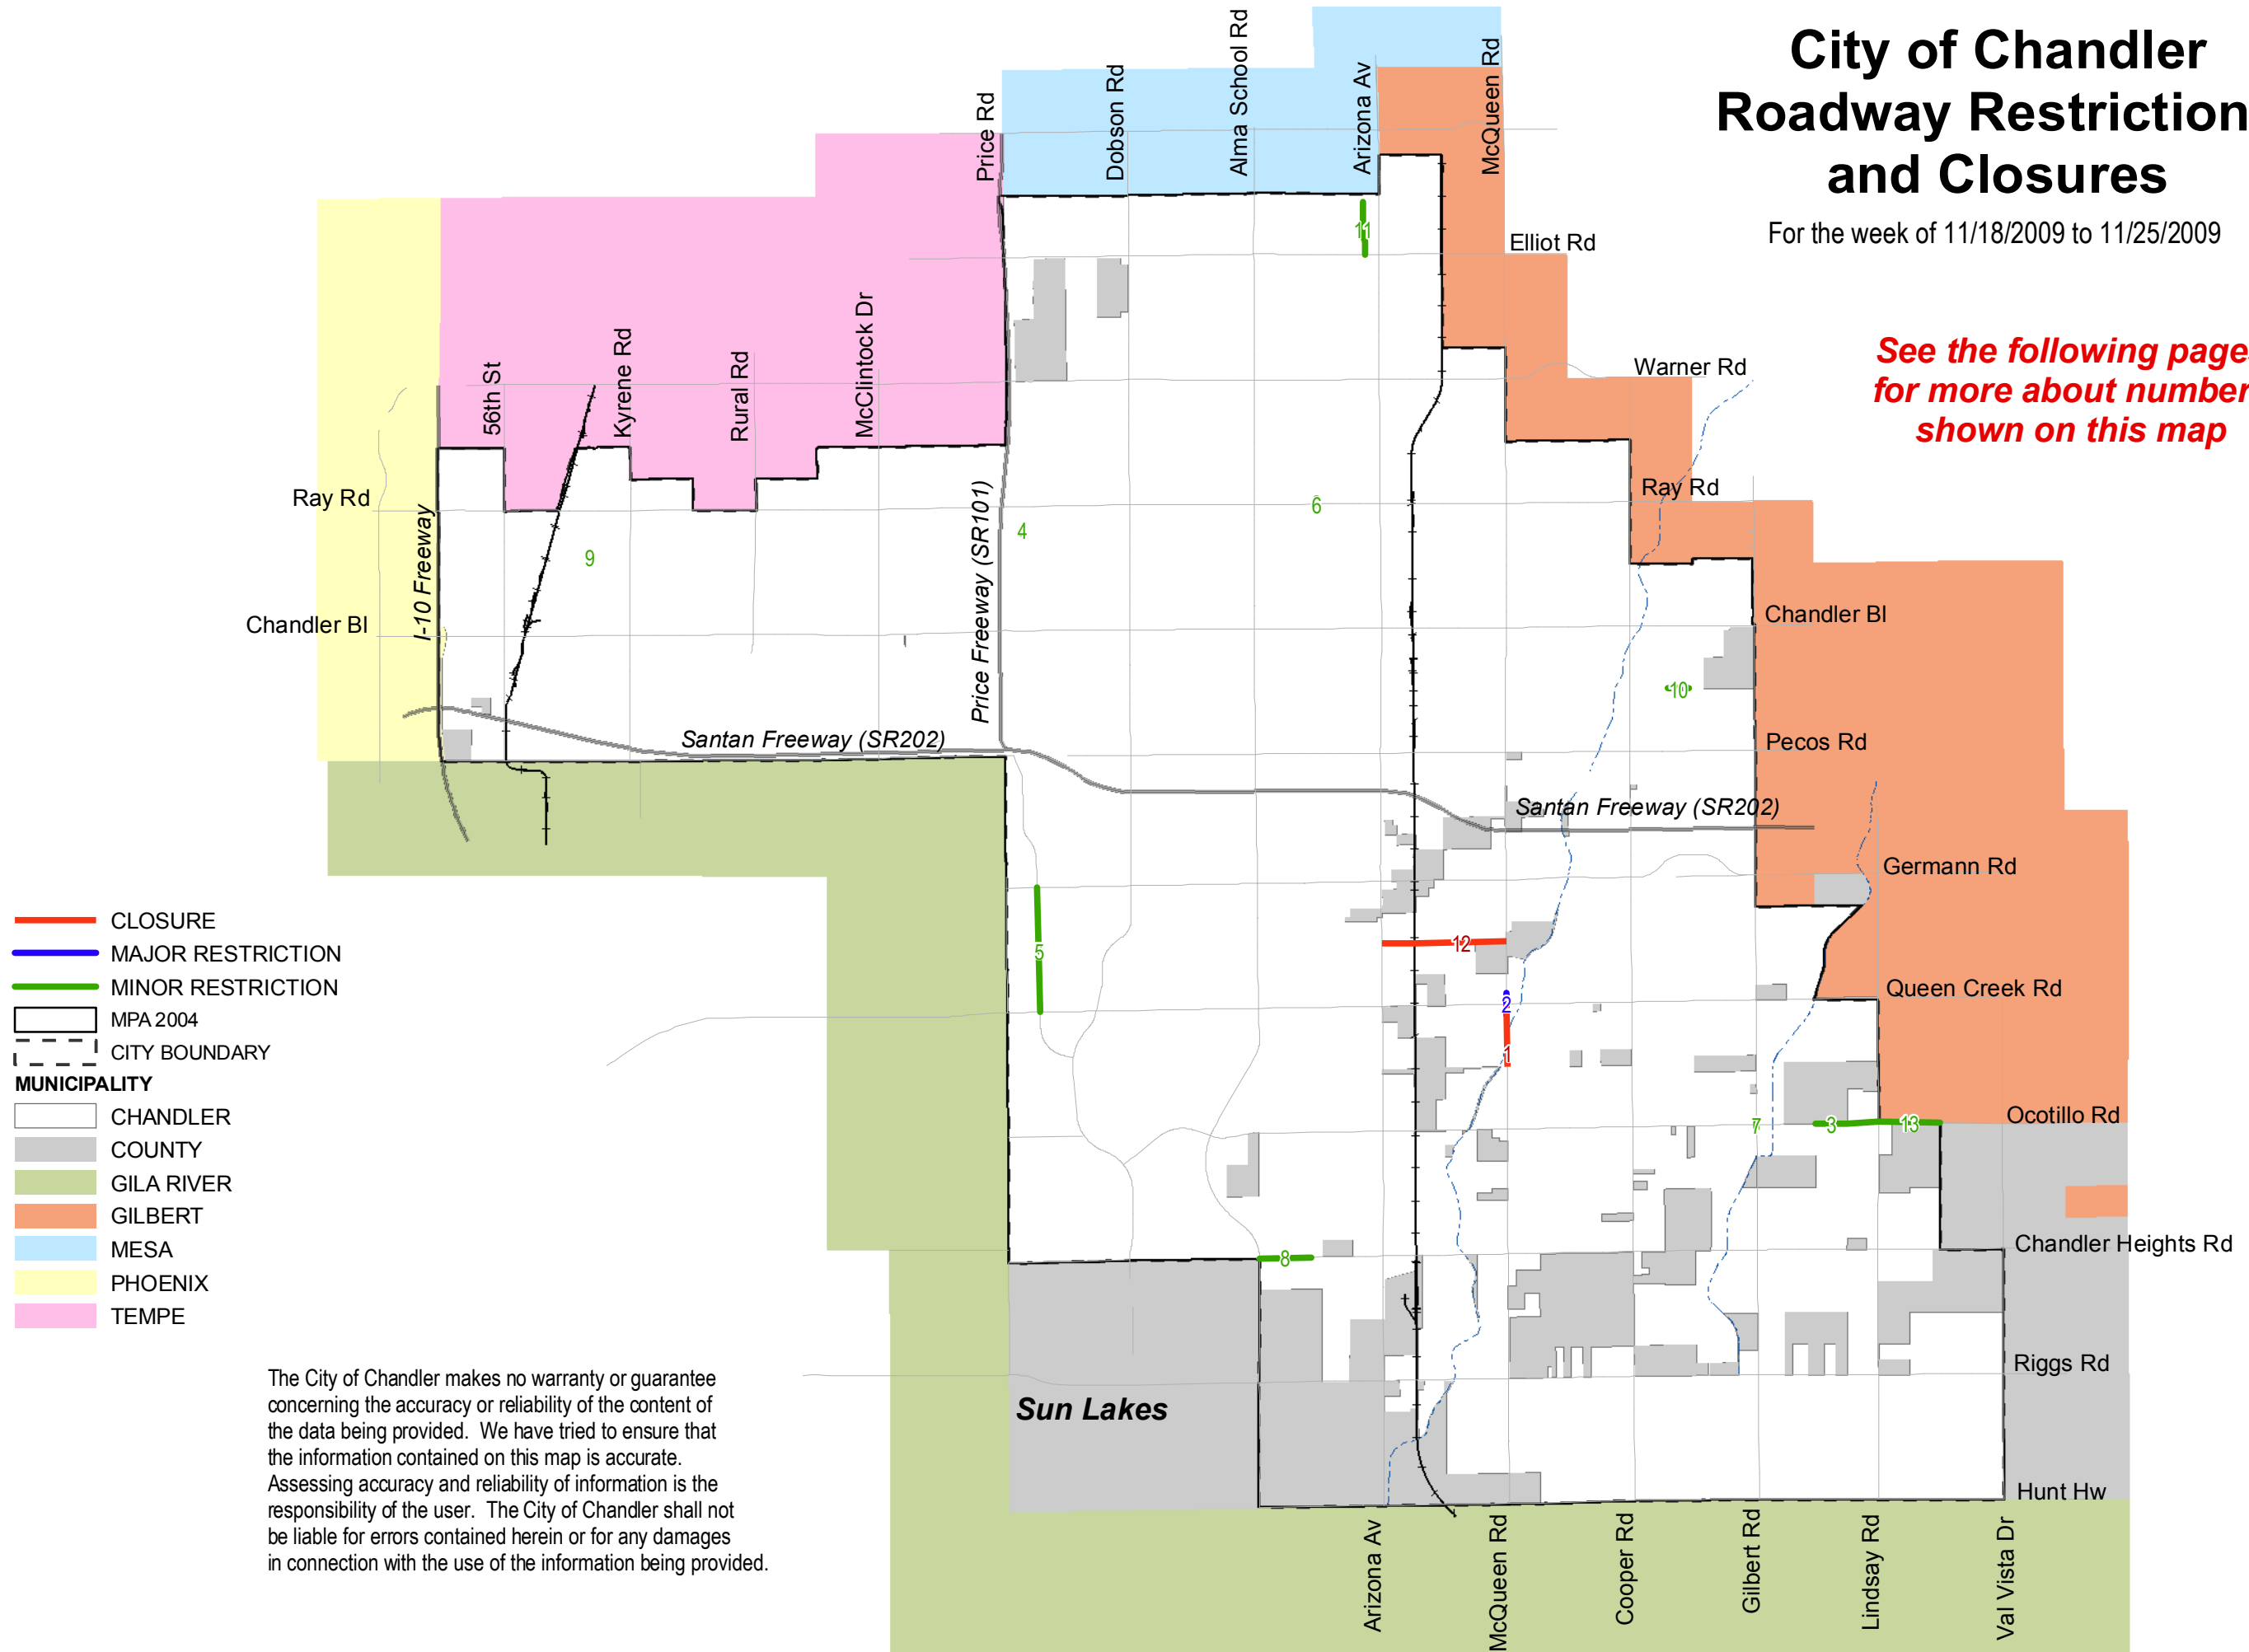 City of Chandler
Roadway Restriction
and Closures
For the week of 11/18/2009 to 11/25/2009
See the following page
for more about number
shown on this map
Price Rd
Dobson Rd
Alma School Rd
Arizona Av
McQueen Rd
Elliot Rd
Warner Rd
Ray Rd
Chandler Bl
Pecos Rd
Santan Freeway (SR202)
Germann Rd
Queen Creek Rd
Ocotillo Rd
Chandler Heights Rd
Riggs Rd
Hunt Hw
56th St
Kyrene Rd
Rural Rd
McClintock Dr
Ray Rd
Chandler Bl
I-10 Freeway
Price Freeway (SR101)
Santan Freeway (SR202)
11
6
4
9
10
5
12
2
1
7
3
13
8
Sun Lakes
Arizona Av
McQueen Rd
Cooper Rd
Gilbert Rd
Lindsay Rd
Val Vista Dr
CLOSURE
MAJOR RESTRICTION
MINOR RESTRICTION
MPA 2004
CITY BOUNDARY
MUNICIPALITY
CHANDLER
COUNTY
GILA RIVER
GILBERT
MESA
PHOENIX
TEMPE
The City of Chandler makes no warranty or guarantee
concerning the accuracy or reliability of the content of
the data being provided.  We have tried to ensure that
the information contained on this map is accurate.
Assessing accuracy and reliability of information is the
responsibility of the user.  The City of Chandler shall not
be liable for errors contained herein or for any damages
in connection with the use of the information being provided.